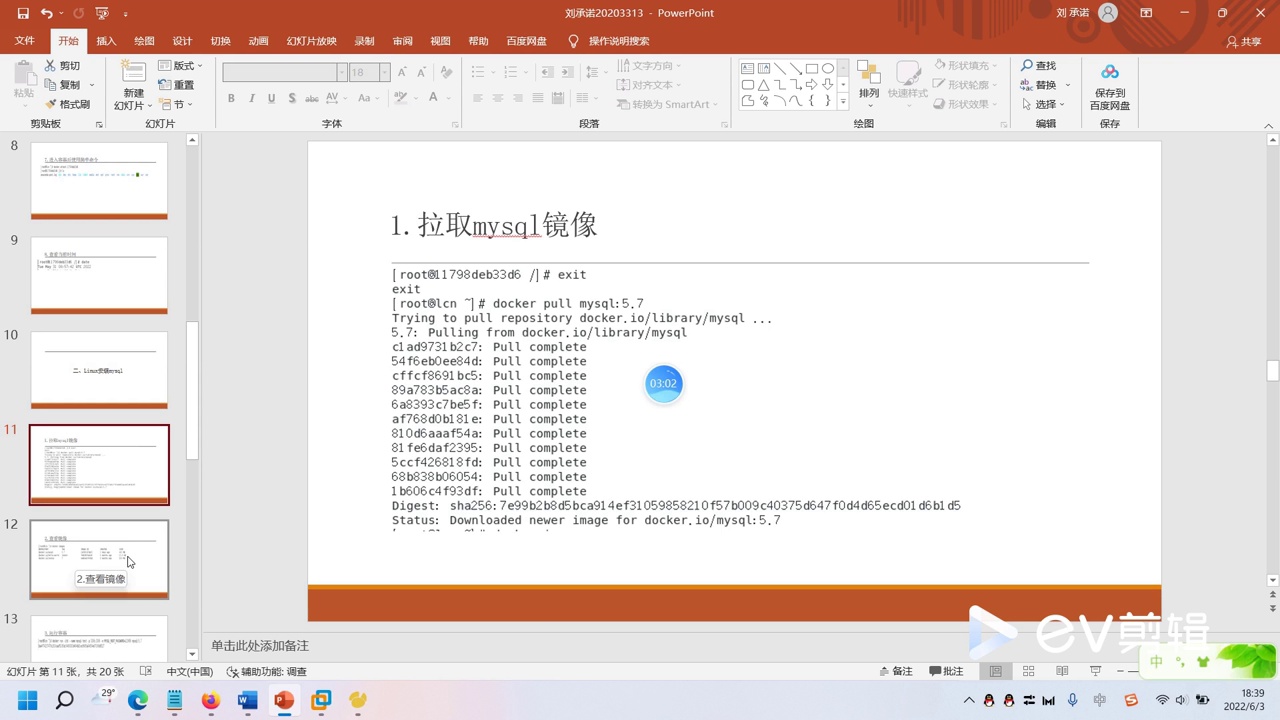 刘承诺20203313 - PowerPoint
刘 承诺
文件 开始 插入 绘图 设计 切换 动画 幻灯片放映 录制 审阅 视图 帮助 百度网盘 操作说明搜索 共享
粘贴 剪切 复制 格式刷 剪贴板
新建 幻灯片 版式 重置 节 幻灯片
18
字体
文字方向 对齐文本 转换为 SmartArt 段落
排列 快速样式 形状填充 形状轮廓 形状效果 绘图
查找 替换 选择 编辑
保存到 百度网盘 保存
8
9
10
二、Linux安装mysql
11
12
2.查看镜像
13
1.拉取mysql镜像
[root@11798deb33d6 /]# exit
exit
[root@lcn ~]# docker pull mysql:5.7
Trying to pull repository docker.io/library/mysql ...
5.7: Pulling from docker.io/library/mysql
c1ad9731b2c7: Pull complete
54f6eb0ee84d: Pull complete
cffcf8691bc5: Pull complete
89a783b5ac8a: Pull complete
6a8393c7be5f: Pull complete
af768d0b181e: Pull complete
810d6aaaf54a: Pull complete
81fe6daf2395: Pull complete
5ccf426818fd: Pull complete
68b838b06054: Pull complete
1b606c4f93df: Pull complete
Digest: sha256:7e99b2b8d5bca914ef31059858210f57b009c40375d647f0d4d65ecd01d6b1d5
Status: Downloaded newer image for docker.io/mysql:5.7
03:02
EV剪辑
单击此处添加备注
幻灯片 第 11 张，共 20 张 中文(中国) 辅助功能: 调查 备注 批注
中
29°
中
18:39
2022/6/3